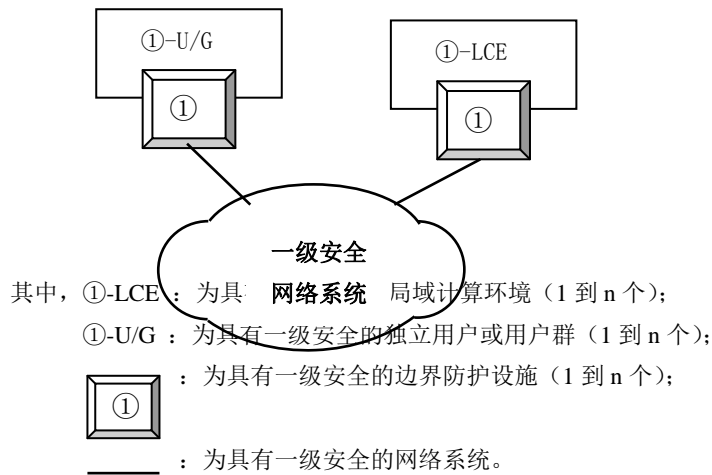 ①-U/G
①-LCE
①
①
一级安全
网络系统
其中，①-LCE ：为具 局域计算环境（1 到 n 个）；
①-U/G ：为具有一级安全的独立用户或用户群（1 到 n 个）；
①
：为具有一级安全的边界防护设施（1 到 n 个）；
：为具有一级安全的网络系统。